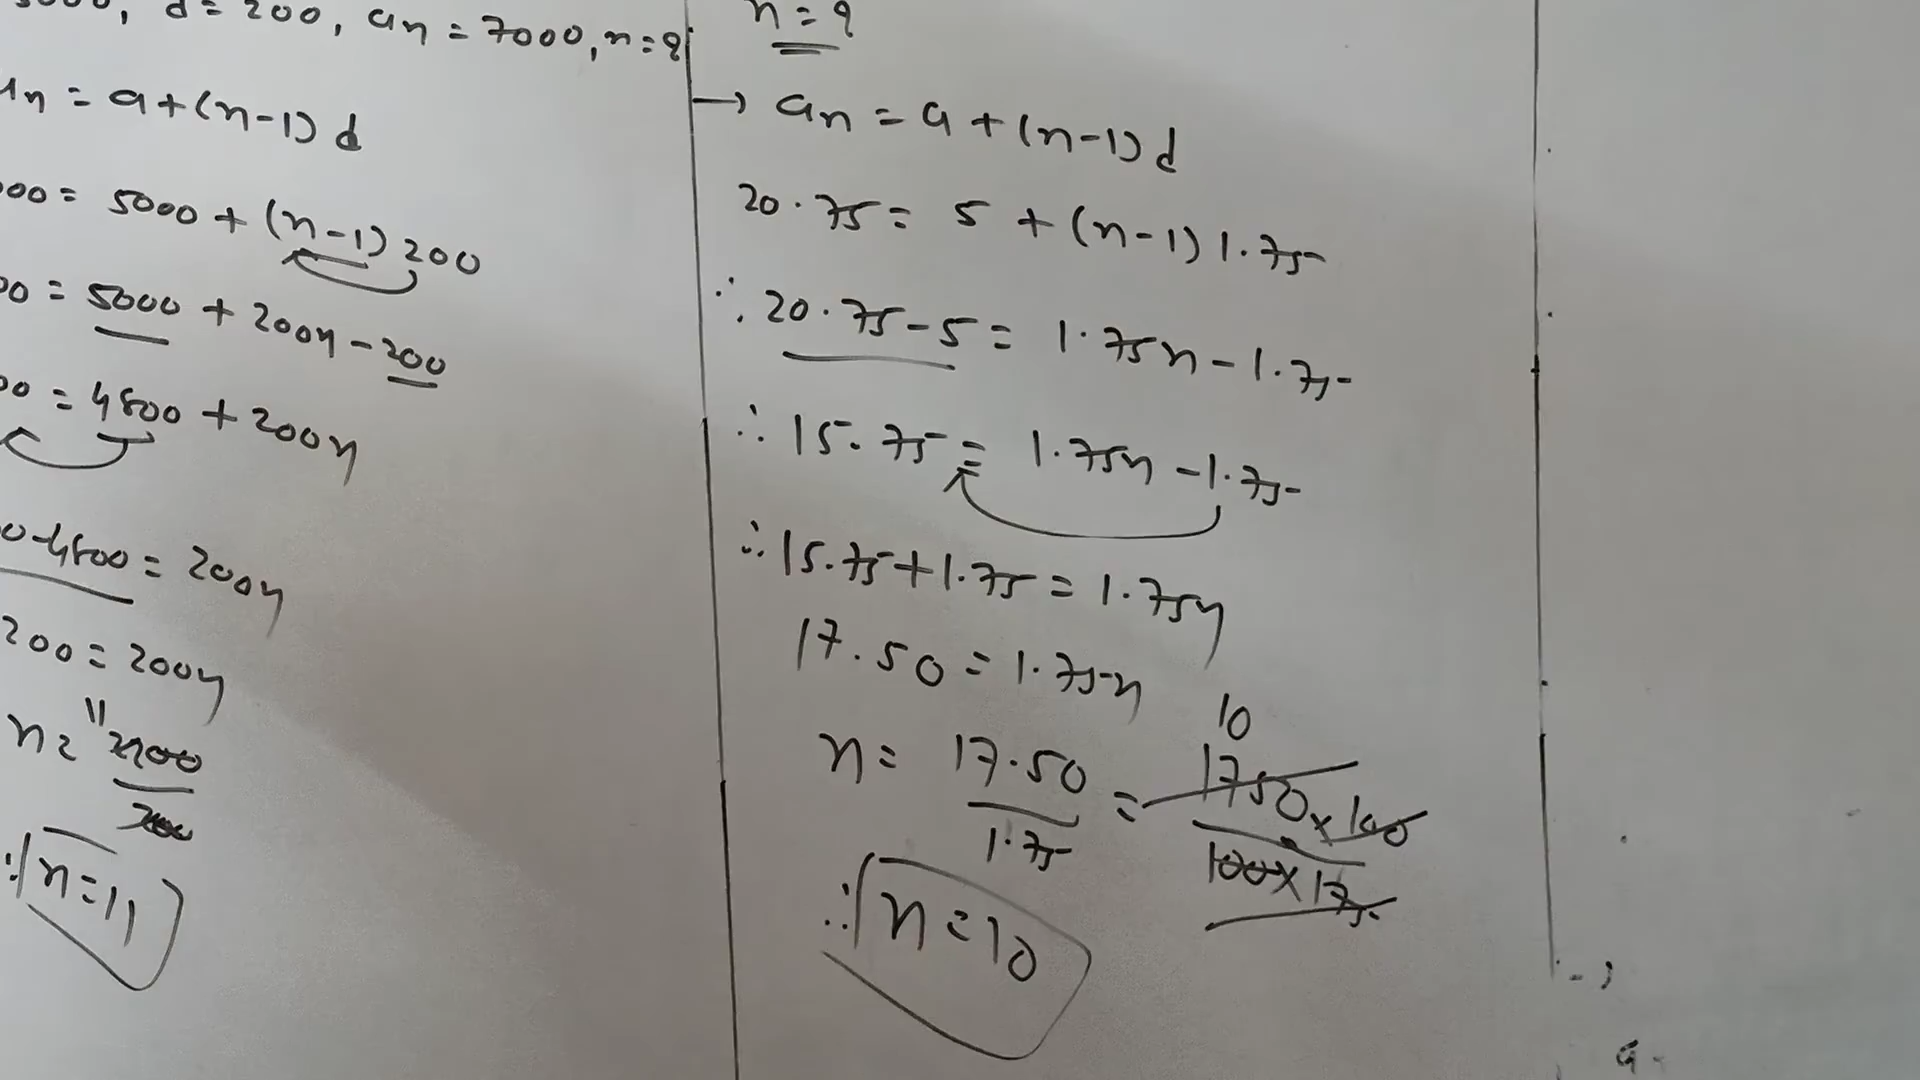 d = 200, an = 7000, n = ?
an = a + (n-1) d
000 = 5000 + (n-1) 200
00 = 5000 + 200n - 200
00 = 4800 + 200n
0-4800 = 200n
200 = 200n
n = 2200
11
200
∴ n = 11
n = ?
→ an = a + (n-1) d
20.75 = 5 + (n-1) 1.75
∴ 20.75 - 5 = 1.75n - 1.75
∴ 15.75 = 1.75n - 1.75
∴ 15.75 + 1.75 = 1.75n
17.50 = 1.75n
10
n = 17.50 / 1.75 = 1750 x 100 / 100 x 175
∴ n = 10